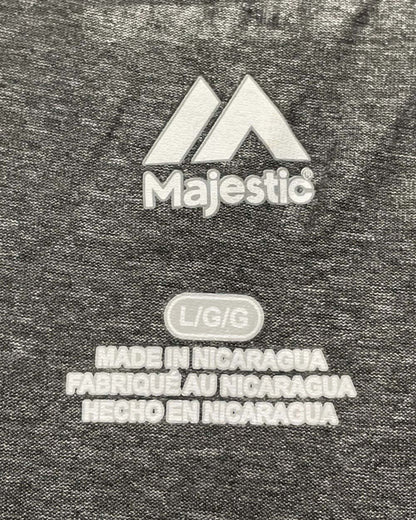 Majestic
L/G/G
MADE IN NICARAGUA
FABRIQUÉ AU NICARAGUA
HECHO EN NICARAGUA